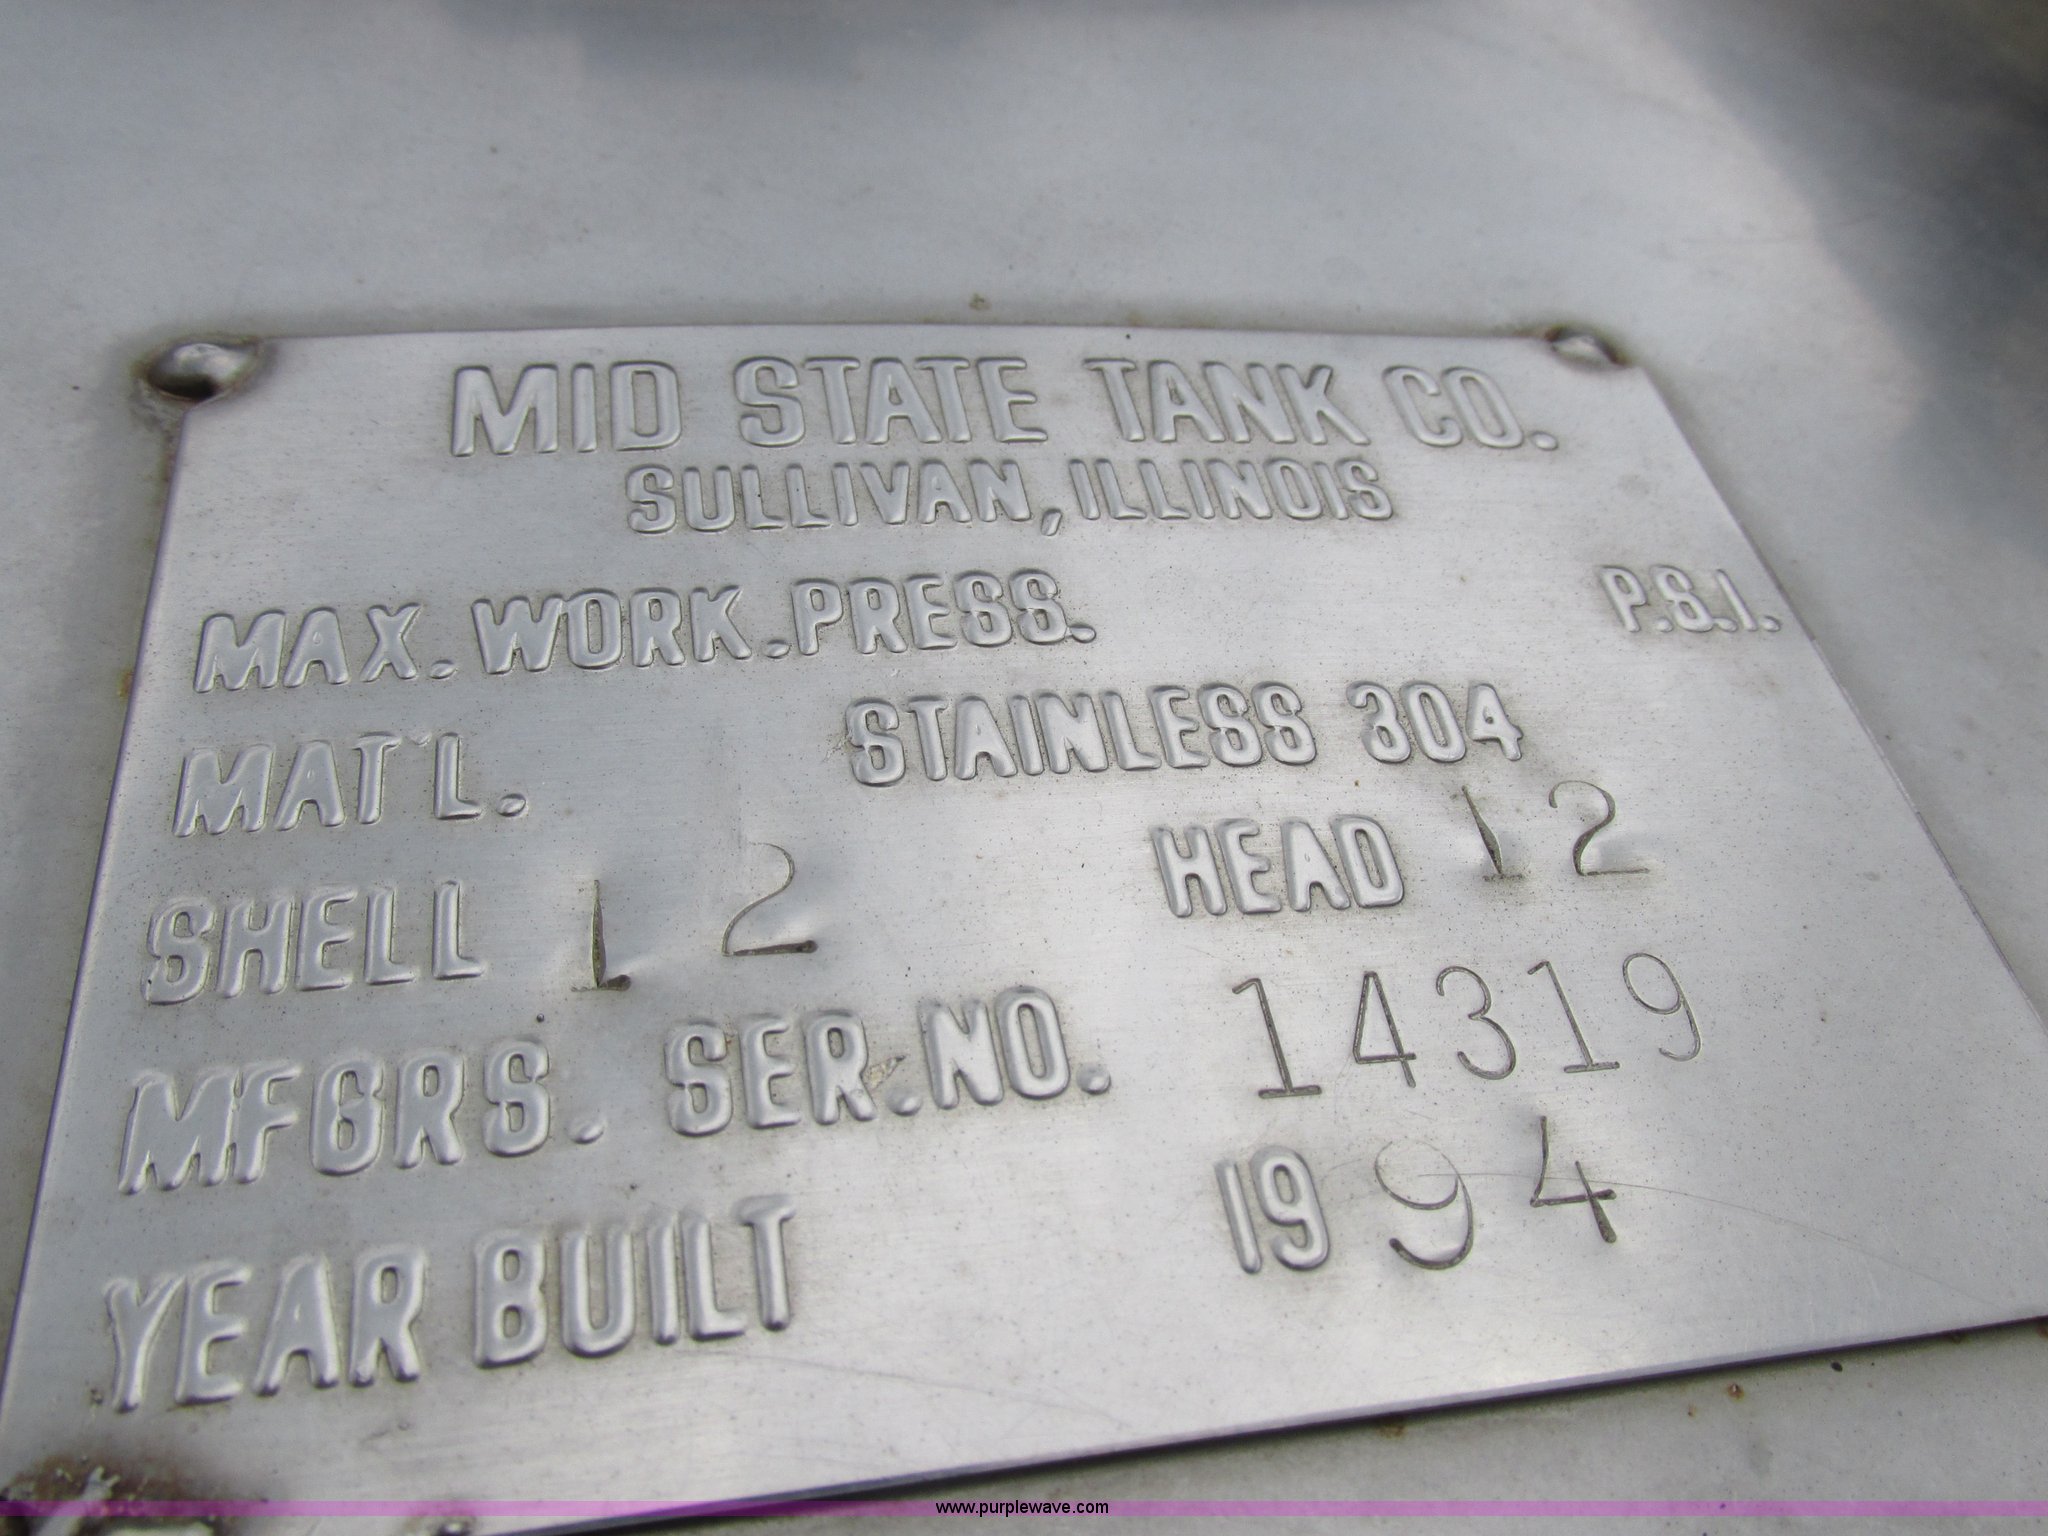 MID STATE TANK CO.
SULLIVAN, ILLINOIS
MAX. WORK. PRESS. P.S.I.
MAT'L. STAINLESS 304
SHELL 12 HEAD 12
MFGRS. SER. NO. 14319
YEAR BUILT 1994
www.purplewave.com